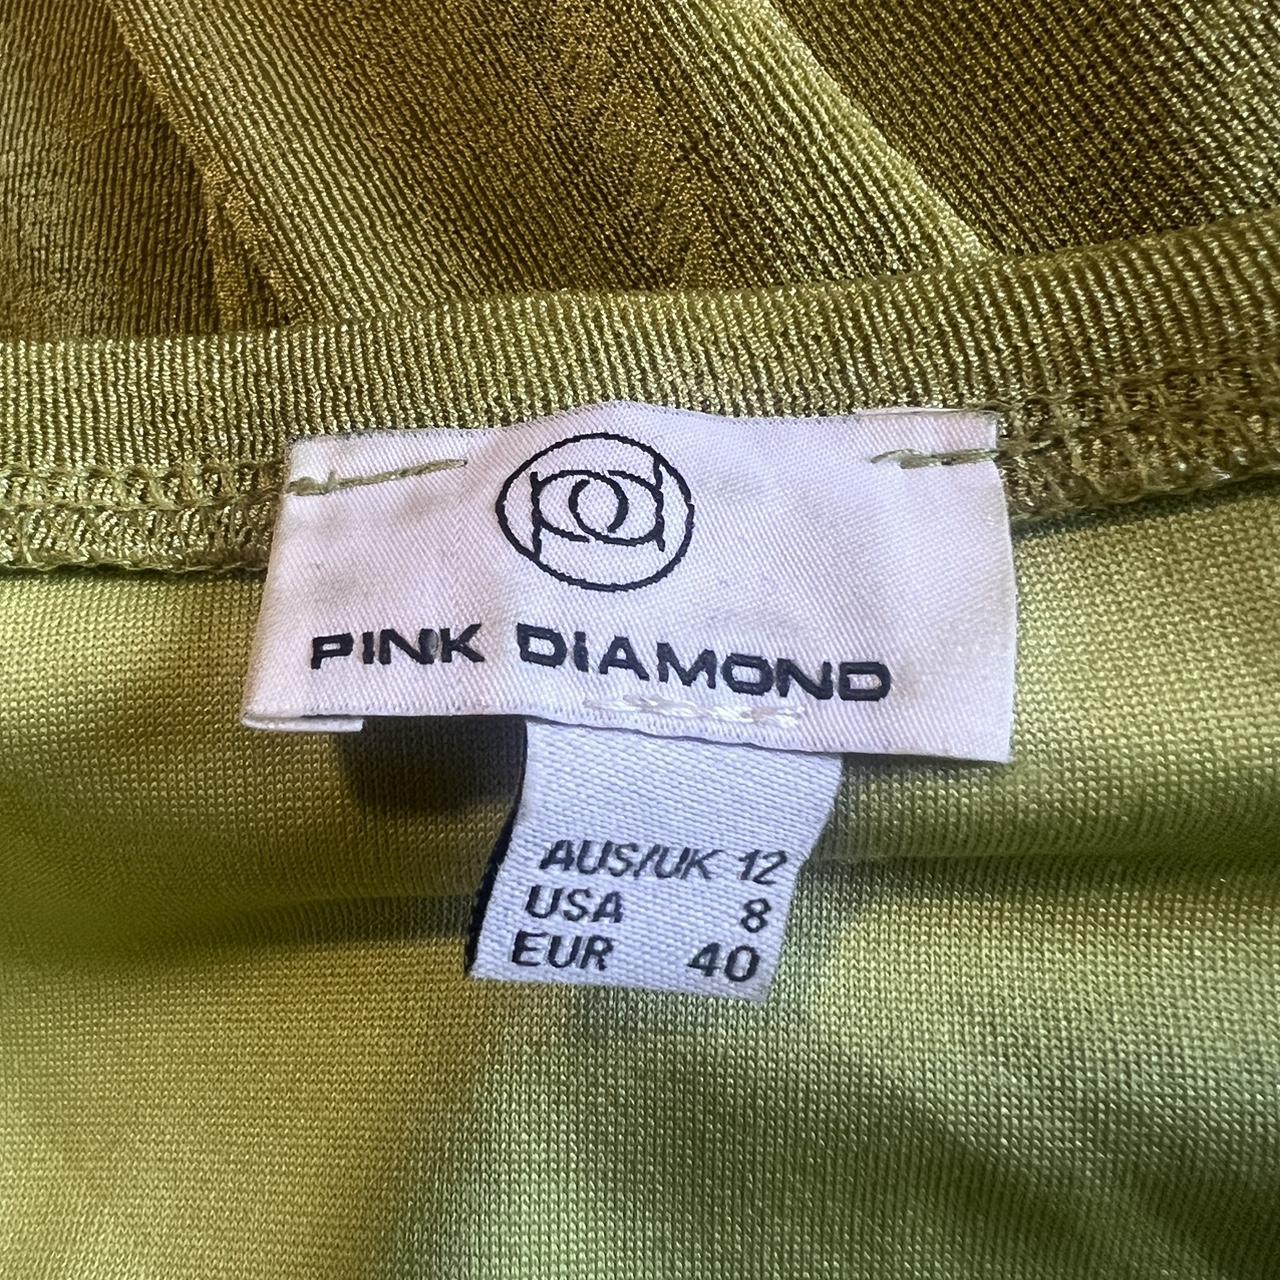 PINK DIAMOND
AUS/UK 12
USA 8
EUR 40